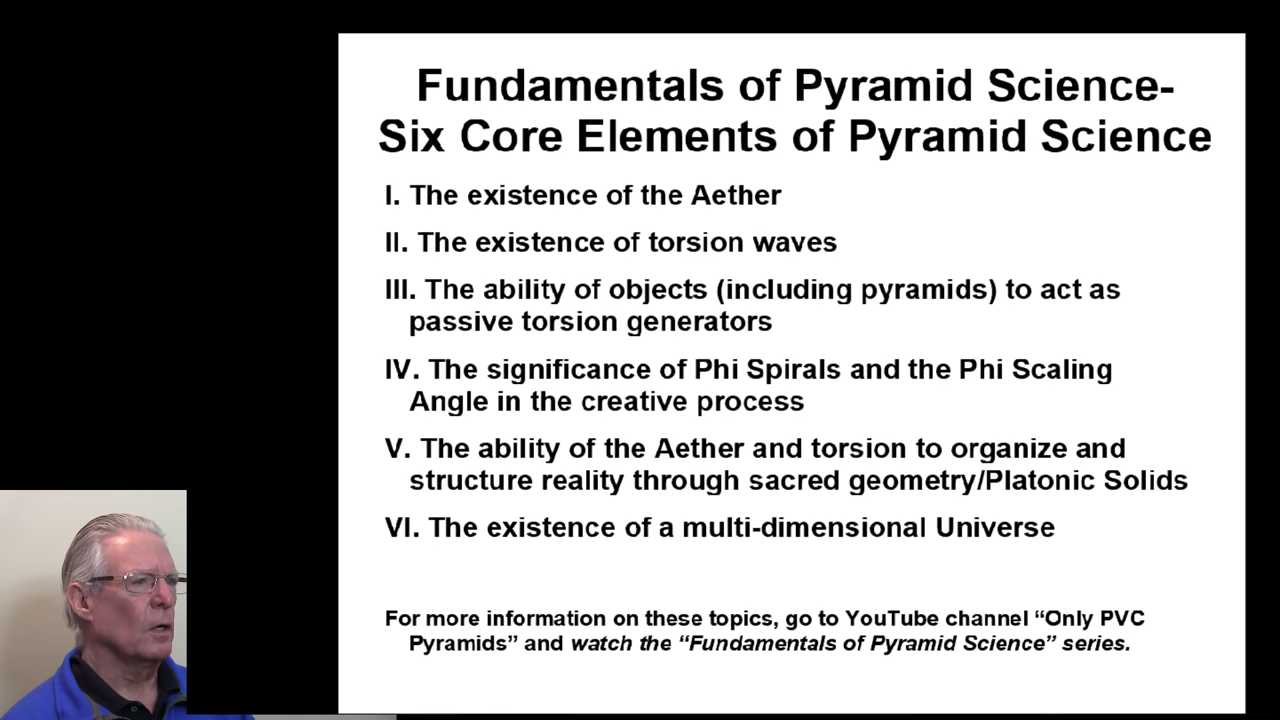 Fundamentals of Pyramid Science-
Six Core Elements of Pyramid Science
I. The existence of the Aether
II. The existence of torsion waves
III. The ability of objects (including pyramids) to act as
passive torsion generators
IV. The significance of Phi Spirals and the Phi Scaling
Angle in the creative process
V. The ability of the Aether and torsion to organize and
structure reality through sacred geometry/Platonic Solids
VI. The existence of a multi-dimensional Universe
For more information on these topics, go to YouTube channel “Only PVC
Pyramids” and watch the “Fundamentals of Pyramid Science” series.